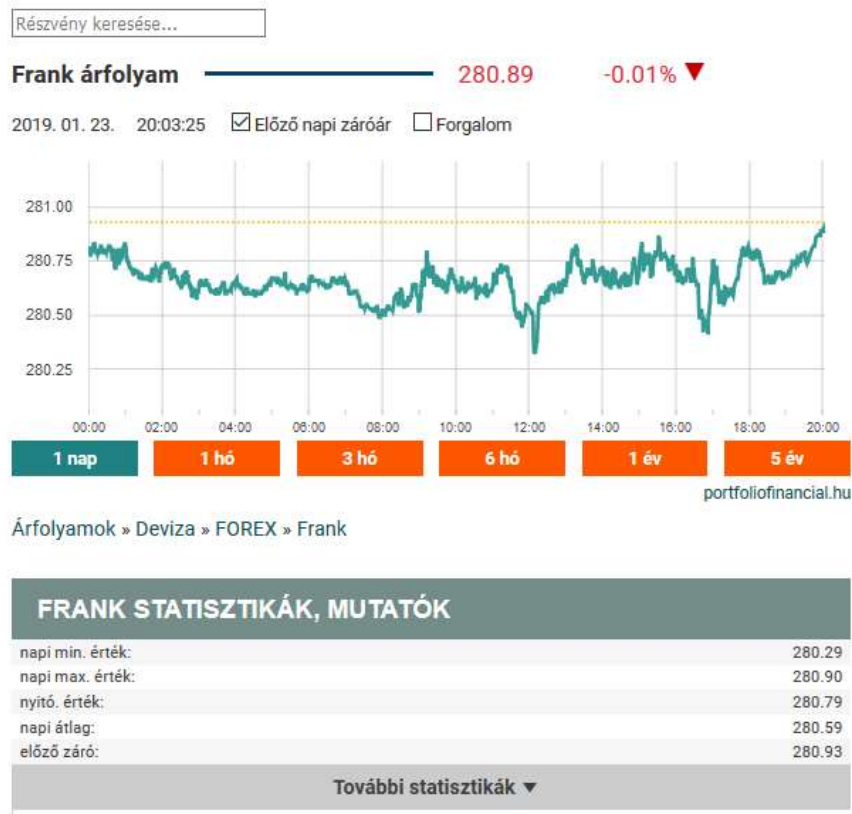 Részvény keresése...
Frank árfolyam 280.89 -0.01%
2019. 01. 23. 20:03:25 Előző napi záróár Forgalom
281.00
280.75
280.50
280.25
00:00 02:00 04:00 06:00 08:00 10:00 12:00 14:00 16:00 18:00 20:00
1 nap 1 hó 3 hó 6 hó 1 év 5 év
portfoliofinancial.hu
Árfolyamok » Deviza » FOREX » Frank
FRANK STATISZTIKÁK, MUTATÓK
napi min. érték: 280.29
napi max. érték: 280.90
nyitó. érték: 280.79
napi átlag: 280.59
előző záró: 280.93
További statisztikák